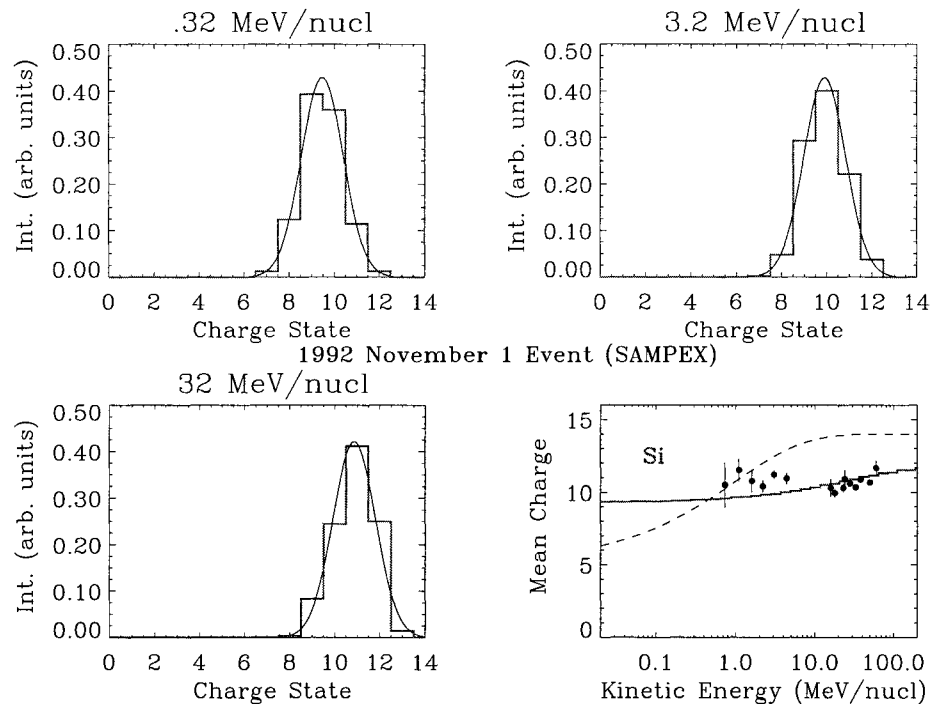 .32 MeV/nucl
0.50
0.40
0.30
0.20
0.10
0.00
Int. (arb. units)
0 2 4 6 8 10 12 14
Charge State
3.2 MeV/nucl
0.50
0.40
0.30
0.20
0.10
0.00
Int. (arb. units)
0 2 4 6 8 10 12 14
Charge State
1992 November 1 Event (SAMPEX)
32 MeV/nucl
0.50
0.40
0.30
0.20
0.10
0.00
Int. (arb. units)
0 2 4 6 8 10 12 14
Charge State
15
10
5
0
Mean Charge
Si
0.1 1.0 10.0 100.0
Kinetic Energy (MeV/nucl)